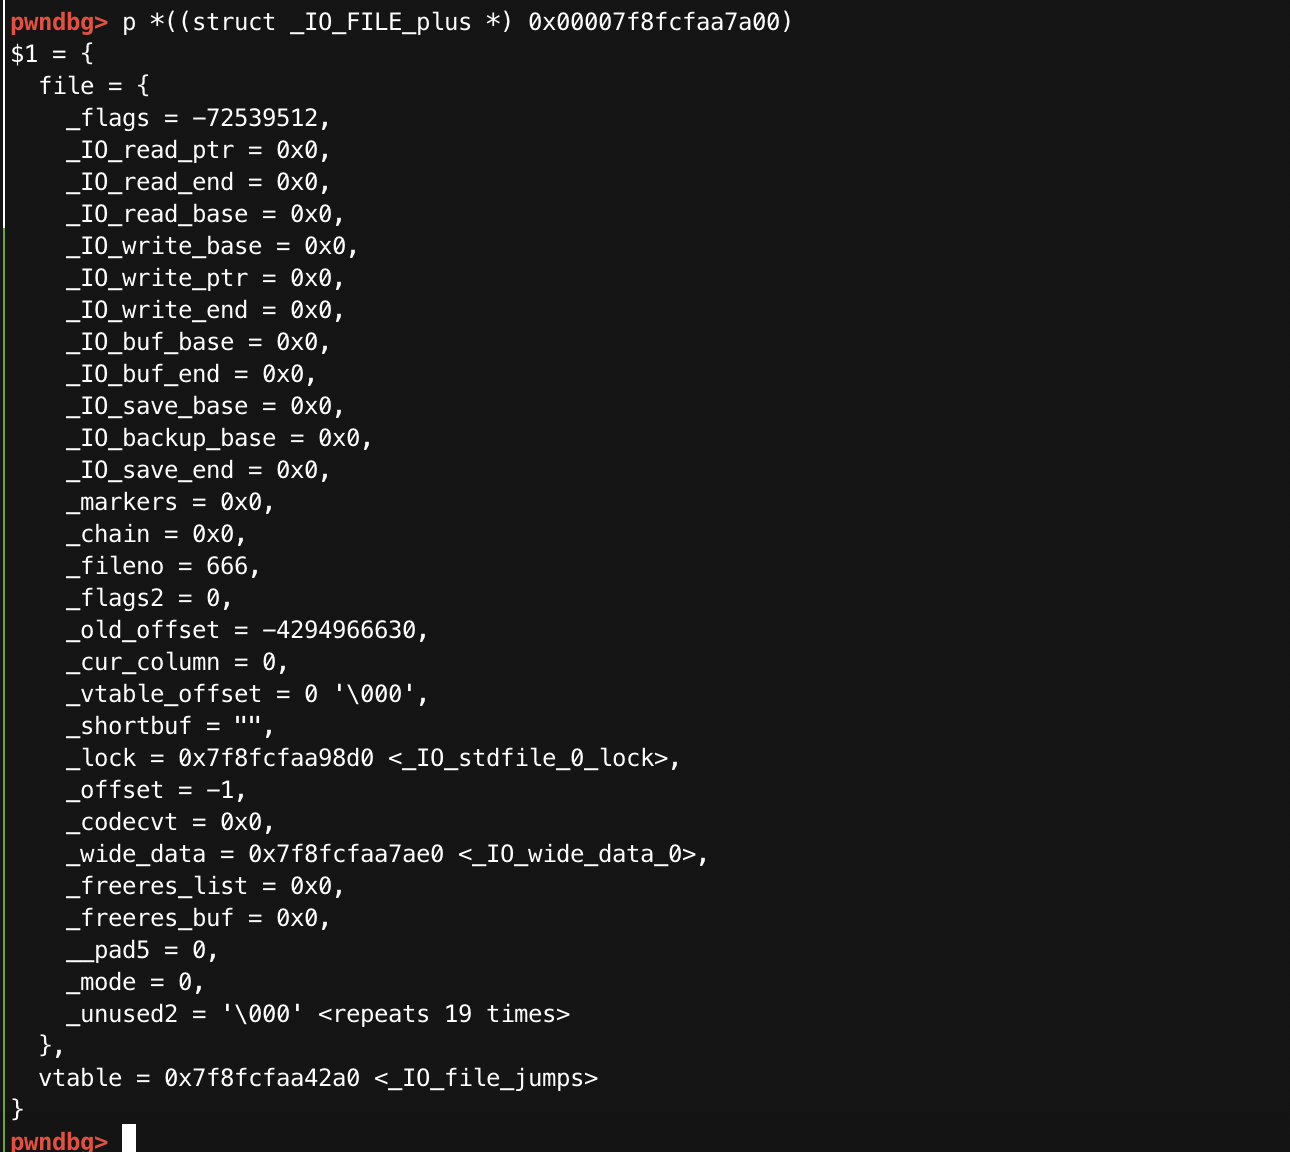 pwndbg> p *((struct _IO_FILE_plus *) 0x00007f8fcfaa7a00)
$1 = {
  file = {
    _flags = -72539512,
    _IO_read_ptr = 0x0,
    _IO_read_end = 0x0,
    _IO_read_base = 0x0,
    _IO_write_base = 0x0,
    _IO_write_ptr = 0x0,
    _IO_write_end = 0x0,
    _IO_buf_base = 0x0,
    _IO_buf_end = 0x0,
    _IO_save_base = 0x0,
    _IO_backup_base = 0x0,
    _IO_save_end = 0x0,
    _markers = 0x0,
    _chain = 0x0,
    _fileno = 666,
    _flags2 = 0,
    _old_offset = -4294966630,
    _cur_column = 0,
    _vtable_offset = 0 '\000',
    _shortbuf = "",
    _lock = 0x7f8fcfaa98d0 <_IO_stdfile_0_lock>,
    _offset = -1,
    _codecvt = 0x0,
    _wide_data = 0x7f8fcfaa7ae0 <_IO_wide_data_0>,
    _freeres_list = 0x0,
    _freeres_buf = 0x0,
    __pad5 = 0,
    _mode = 0,
    _unused2 = '\000' <repeats 19 times>
  },
  vtable = 0x7f8fcfaa42a0 <_IO_file_jumps>
}
pwndbg>